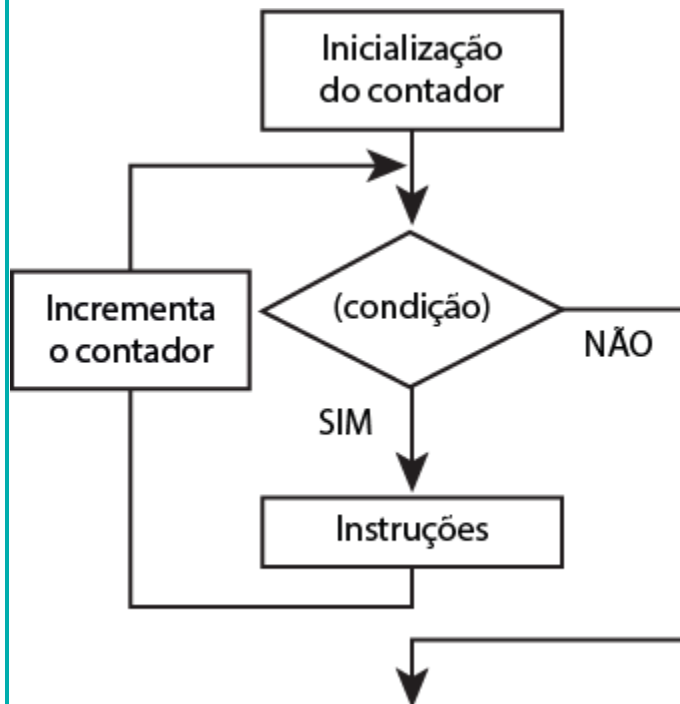 Inicialização
do contador
(condição)
Incrementa
o contador
NÃO
SIM
Instruções